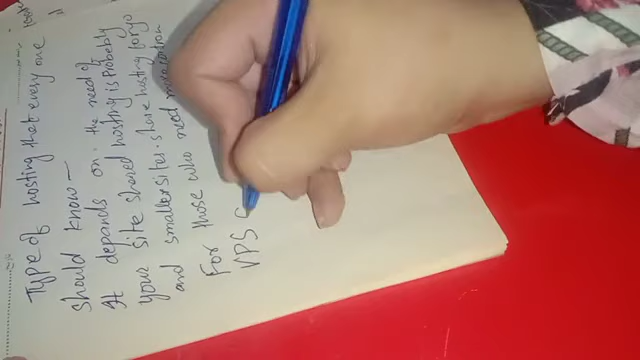 Type of hosting that every one
should know—
It depands on the need of
your site shared hosting is Probably
and smaller sites. share hosting for yo
For those who need more
VPS